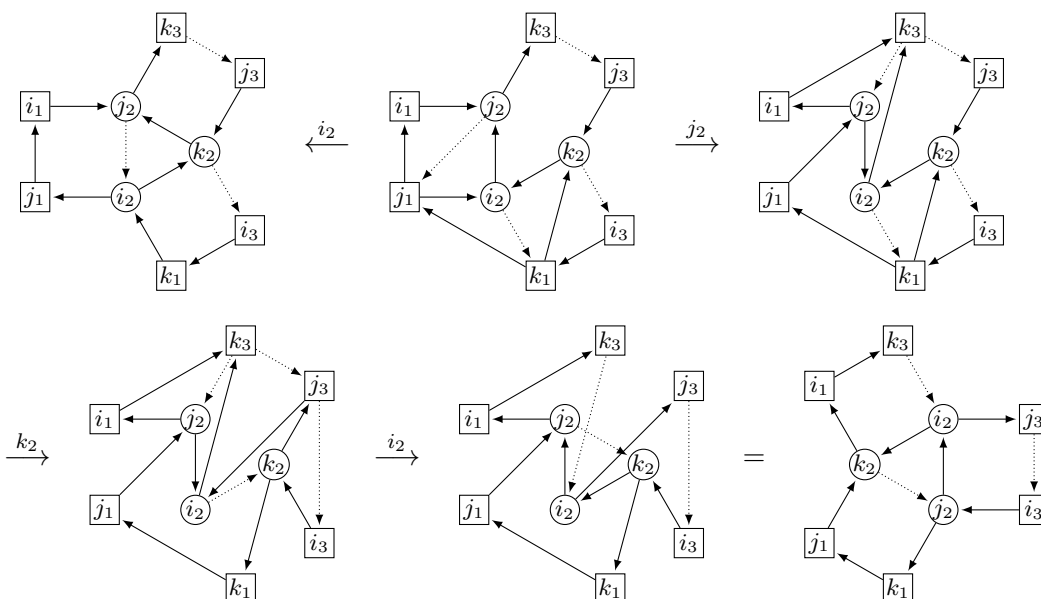 k₃ k₃ k₃
j₃ j₃ j₃
i₁ j₂ i₁ j₂ i₁ j₂
k₂ ←i₂ k₂ j₂→ k₂
j₁ i₂ j₁ i₂ j₁ i₂
i₃ i₃ i₃
k₁ k₁ k₁
k₃ k₃ k₃
j₃ j₃ i₁
i₁ j₂ i₁ j₂ i₂ j₃
k₂→ k₂ i₂→ k₂ = k₂
j₁ i₂ j₁ i₂ j₂ i₃
i₃ i₃ j₁
k₁ k₁ k₁